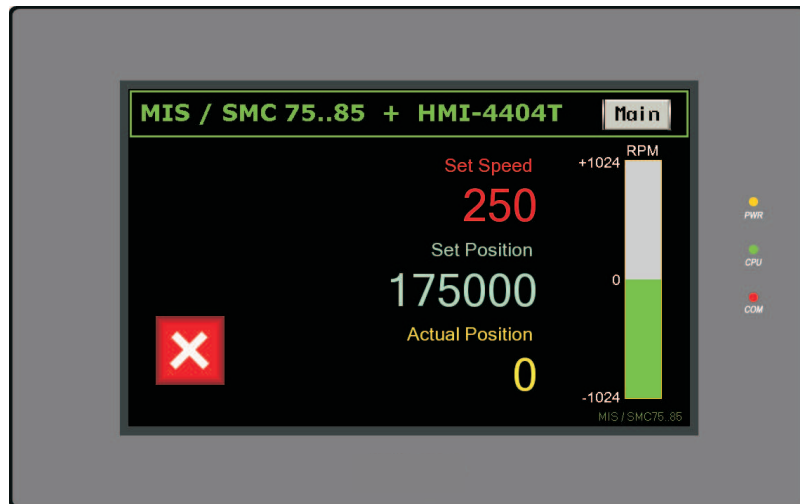 MIS / SMC 75..85 + HMI-4404T
Main
RPM
Set Speed
+1024
250
PWR
Set Position
CPU
175000
0
COM
Actual Position
0
-1024
MIS / SMC75..85